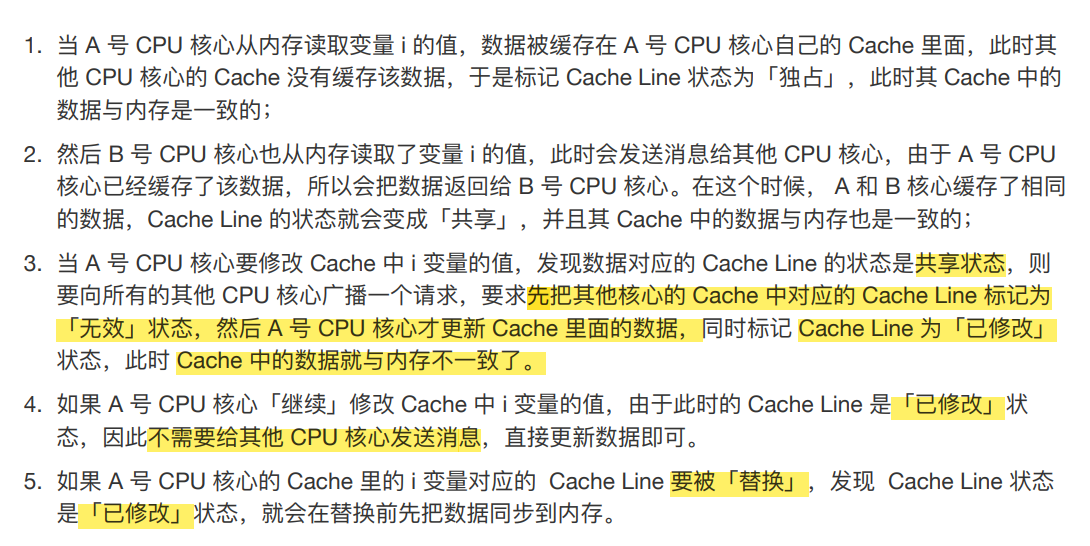 1. 当 A 号 CPU 核心从内存读取变量 i 的值，数据被缓存在 A 号 CPU 核心自己的 Cache 里面，此时其
他 CPU 核心的 Cache 没有缓存该数据，于是标记 Cache Line 状态为「独占」，此时其 Cache 中的
数据与内存是一致的；
2. 然后 B 号 CPU 核心也从内存读取了变量 i 的值，此时会发送消息给其他 CPU 核心，由于 A 号 CPU
核心已经缓存了该数据，所以会把数据返回给 B 号 CPU 核心。在这个时候， A 和 B 核心缓存了相同
的数据，Cache Line 的状态就会变成「共享」，并且其 Cache 中的数据与内存也是一致的；
3. 当 A 号 CPU 核心要修改 Cache 中 i 变量的值，发现数据对应的 Cache Line 的状态是共享状态，则
要向所有的其他 CPU 核心广播一个请求，要求先把其他核心的 Cache 中对应的 Cache Line 标记为
「无效」状态，然后 A 号 CPU 核心才更新 Cache 里面的数据，同时标记 Cache Line 为「已修改」
状态，此时 Cache 中的数据就与内存不一致了。
4. 如果 A 号 CPU 核心「继续」修改 Cache 中 i 变量的值，由于此时的 Cache Line 是「已修改」状
态，因此不需要给其他 CPU 核心发送消息，直接更新数据即可。
5. 如果 A 号 CPU 核心的 Cache 里的 i 变量对应的 Cache Line 要被「替换」，发现 Cache Line 状态
是「已修改」状态，就会在替换前先把数据同步到内存。